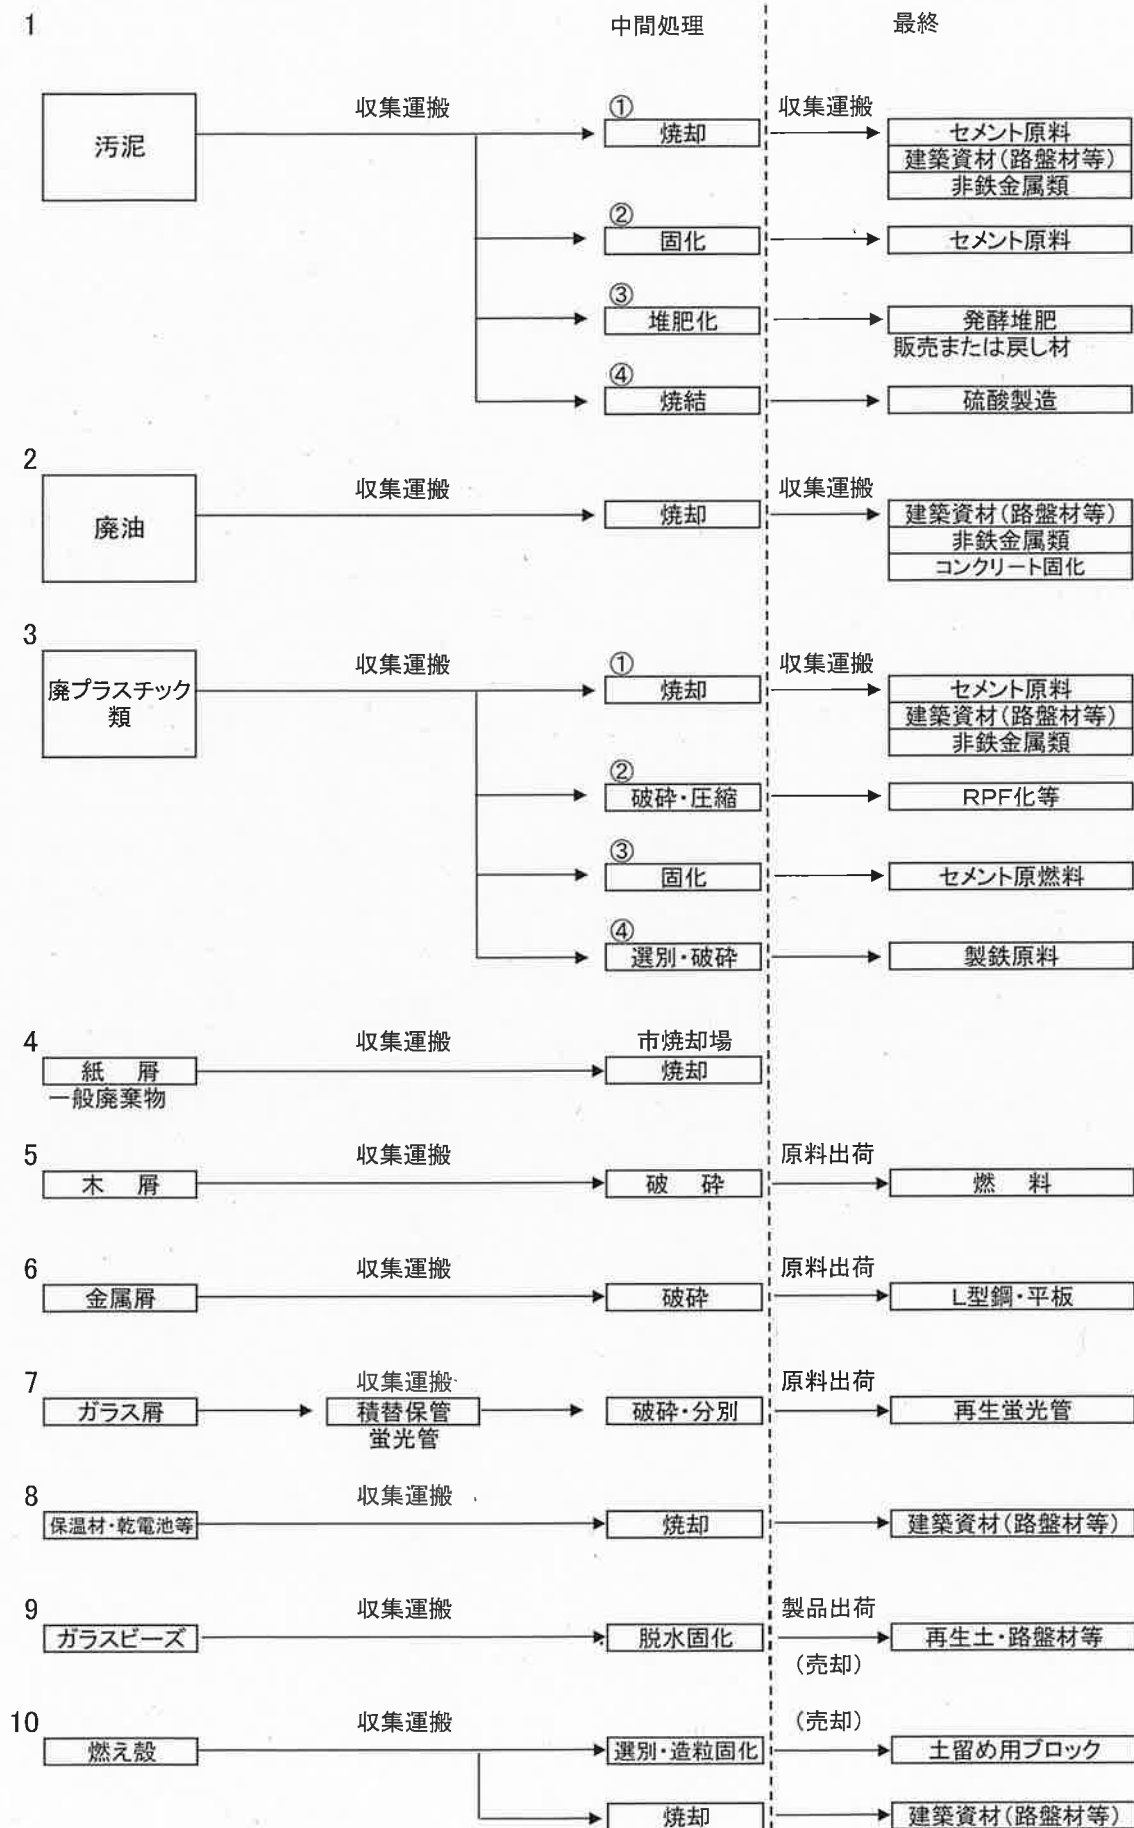 1
中間処理
最終
汚泥
収集運搬
①
焼却
収集運搬
セメント原料
建築資材(路盤材等)
非鉄金属類
②
固化
セメント原料
③
堆肥化
発酵堆肥
販売または戻し材
④
焼結
硫酸製造
2
廃油
収集運搬
焼却
収集運搬
建築資材(路盤材等)
非鉄金属類
コンクリート固化
3
廃プラスチック
類
収集運搬
①
焼却
収集運搬
セメント原料
建築資材(路盤材等)
非鉄金属類
②
破砕・圧縮
RPF化等
③
固化
セメント原燃料
④
選別・破砕
製鉄原料
4
紙 屑
一般廃棄物
収集運搬
市焼却場
焼却
5
木 屑
収集運搬
破 砕
原料出荷
燃 料
6
金属屑
収集運搬
破砕
原料出荷
L型鋼・平板
7
ガラス屑
収集運搬
積替保管
蛍光管
破砕・分別
原料出荷
再生蛍光管
8
保温材・乾電池等
収集運搬
焼却
建築資材(路盤材等)
9
ガラスビーズ
収集運搬
脱水固化
製品出荷
再生土・路盤材等
(売却)
10
燃え殻
収集運搬
選別・造粒固化
(売却)
土留め用ブロック
焼却
建築資材(路盤材等)